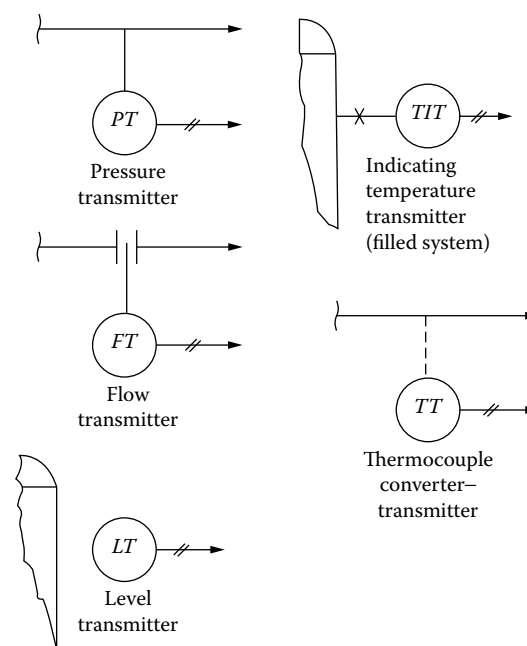 PT
Pressure
transmitter
FT
Flow
transmitter
LT
Level
transmitter
TIT
Indicating
temperature
transmitter
(filled system)
TT
Thermocouple
converter–
transmitter